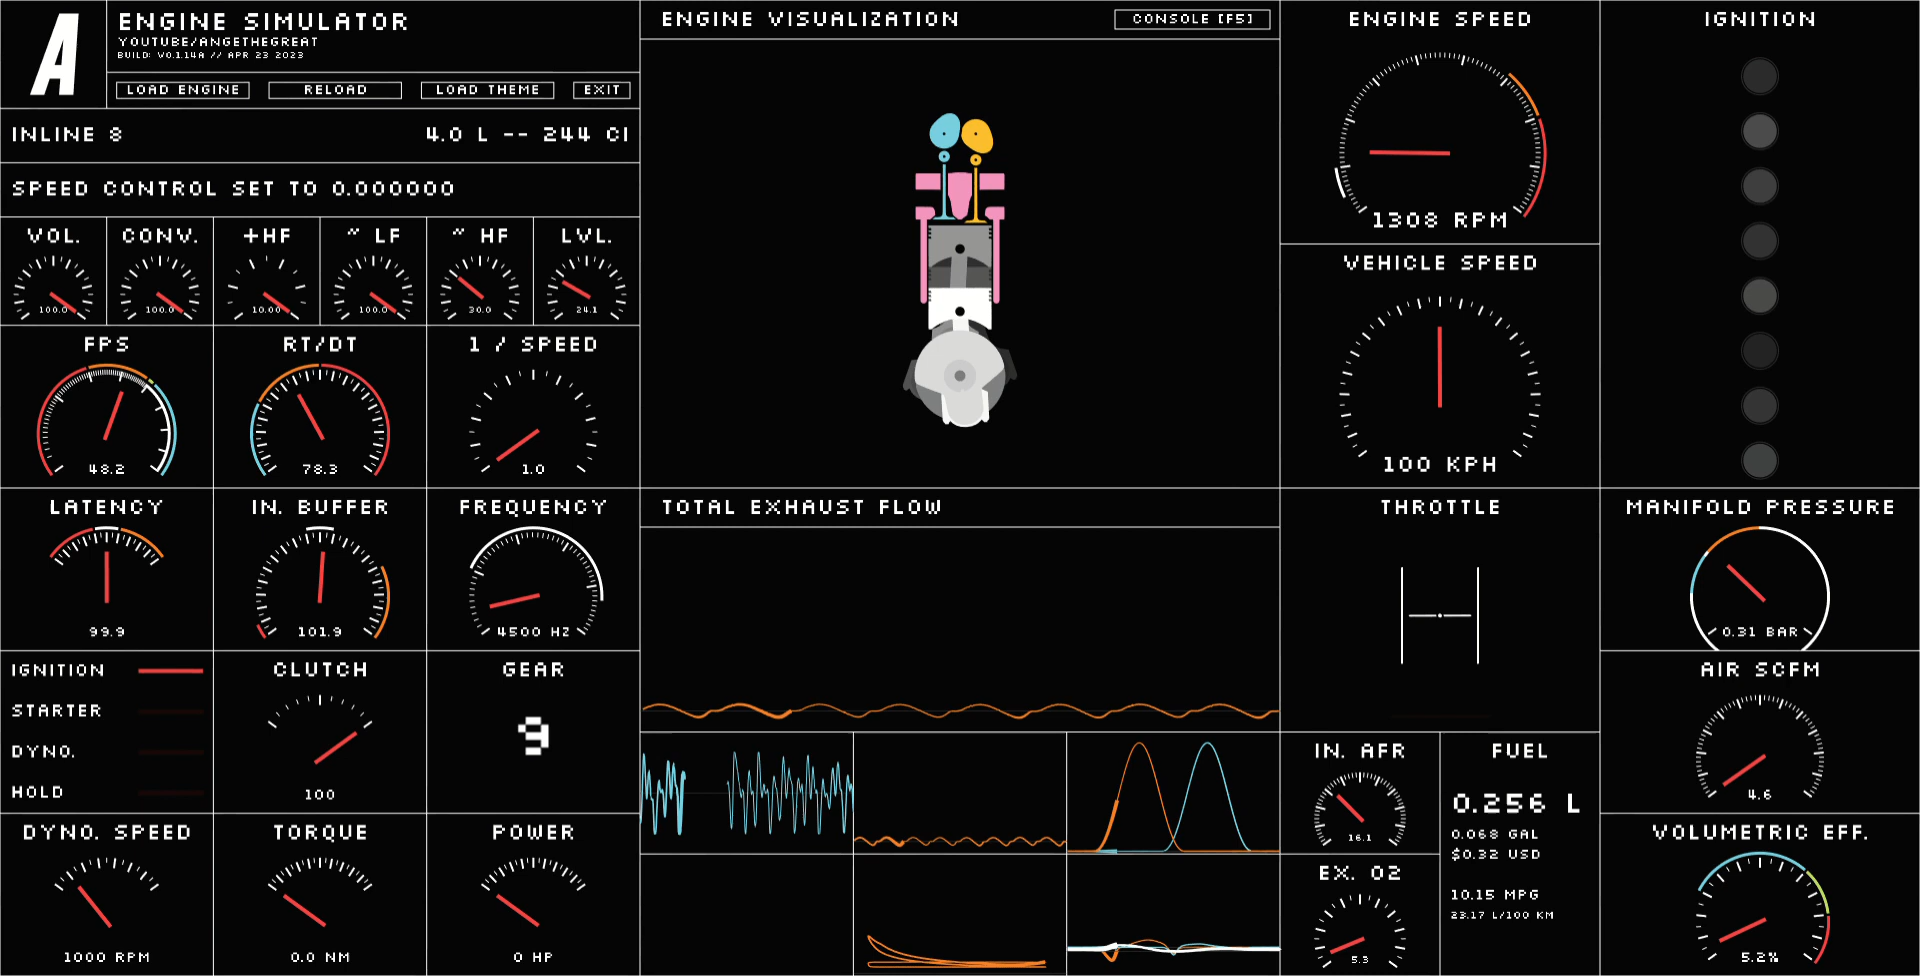 A
ENGINE SIMULATOR
YOUTUBE/ANGETHEGREAT
BUILD: V0.1.14A // APR 23 2023
LOAD ENGINE RELOAD LOAD THEME EXIT
INLINE 8 4.0 L -- 244 CI
SPEED CONTROL SET TO 0.000000
VOL. CONV. +HF ~ LF ~ HF LVL.
100.0 100.0 10.00 100.0 30.0 24.1
FPS RT/DT 1 / SPEED
48.2 78.3 1.0
LATENCY IN. BUFFER FREQUENCY
99.9 101.9 4500 HZ
IGNITION
STARTER
DYNO.
HOLD
CLUTCH
100
GEAR
9
DYNO. SPEED TORQUE POWER
1000 RPM 0.0 NM 0 HP
ENGINE VISUALIZATION CONSOLE [F5]
TOTAL EXHAUST FLOW
ENGINE SPEED
1308 RPM
VEHICLE SPEED
100 KPH
THROTTLE
IN. AFR
16.1
EX. O2
5.3
FUEL
0.256 L
0.068 GAL
$0.32 USD
10.15 MPG
23.17 L/100 KM
IGNITION
MANIFOLD PRESSURE
0.31 BAR
AIR SCFM
4.6
VOLUMETRIC EFF.
5.2%